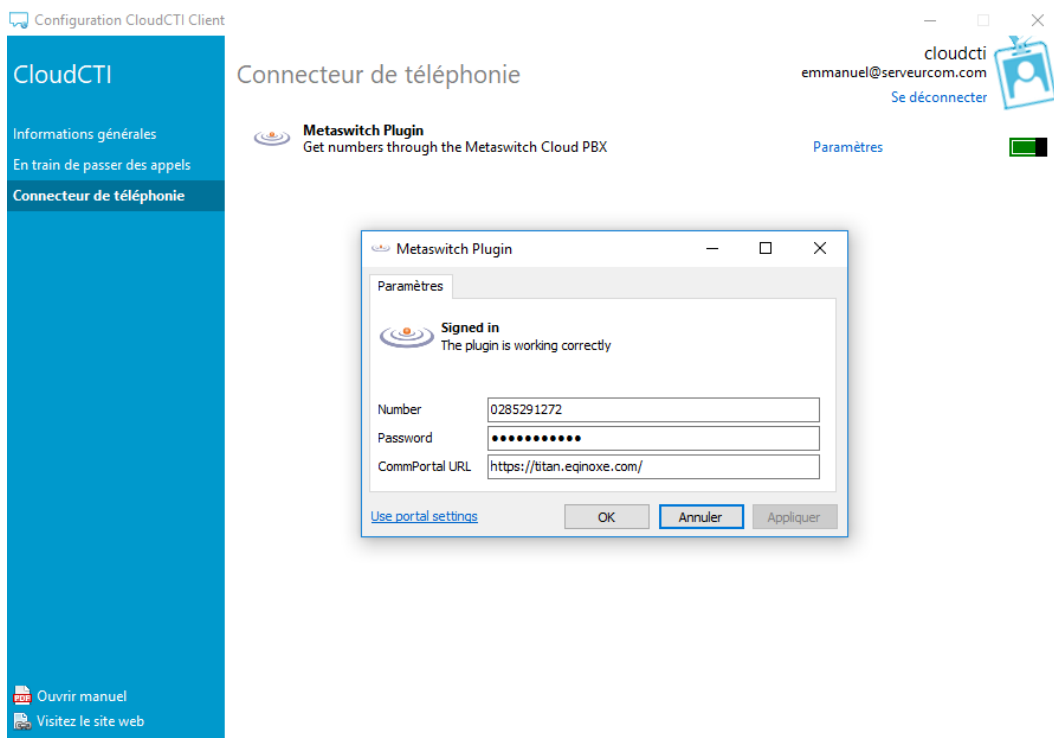 Configuration CloudCTI Client
CloudCTI
Informations générales
En train de passer des appels
Connecteur de téléphonie
Connecteur de téléphonie
cloudcti
emmanuel@serveurcom.com
Se déconnecter
Metaswitch Plugin
Get numbers through the Metaswitch Cloud PBX
Paramètres
Metaswitch Plugin
Paramètres
Signed in
The plugin is working correctly
Number 0285291272
Password ●●●●●●●●●●●
CommPortal URL https://titan.eqinoxe.com/
Use portal settings OK Annuler Appliquer
PDF Ouvrir manuel
Visitez le site web